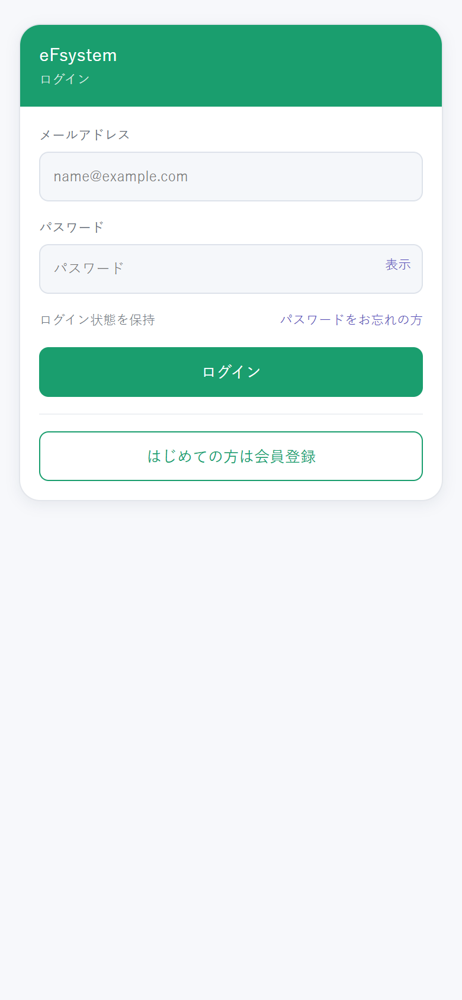 eFsystem
ログイン
メールアドレス
name@example.com
パスワード
パスワード 表示
ログイン状態を保持 パスワードをお忘れの方
ログイン
はじめての方は会員登録